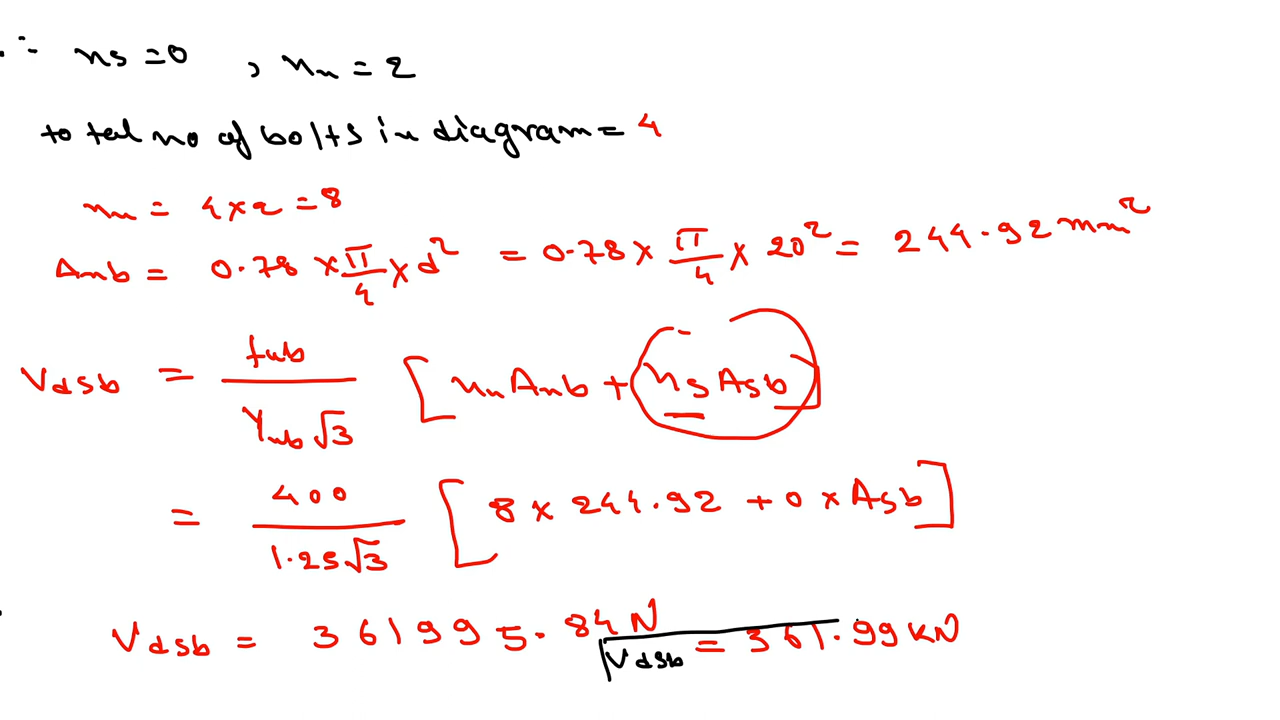 ∴ ns = 0 , nn = 2
total no of bolts in diagram = 4
nn = 4 x 2 = 8
Anb = 0.78 x π/4 x d² = 0.78 x π/4 x 20² = 244.92 mm²
Vdsb = fub / γmb √3 [ nn Anb + ns Asb ]
= 400 / 1.25 √3 [ 8 x 244.92 + 0 x Asb ]
Vdsb = 361995.84 N
Vdsb = 361.99 KN